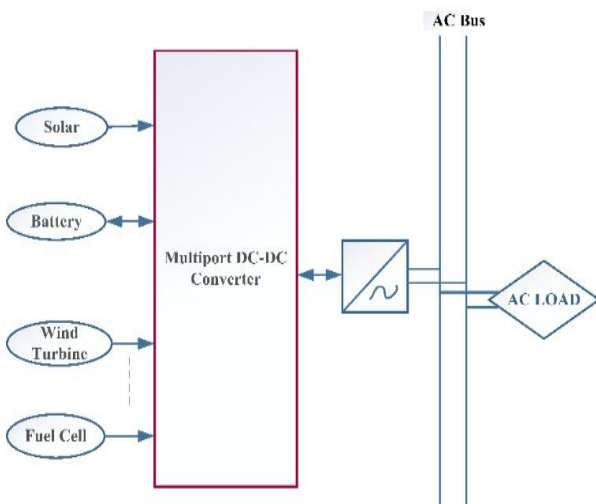 AC Bus
Solar
Battery
Multiport DC-DC
Converter
AC LOAD
Wind
Turbine
Fuel Cell